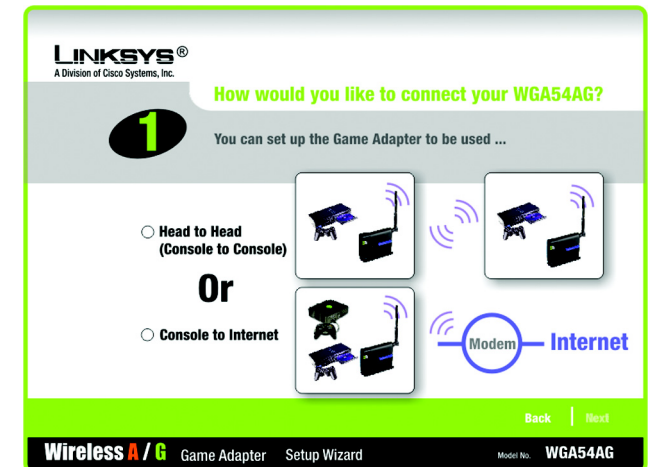 LINKSYS®
A Division of Cisco Systems, Inc.
How would you like to connect your WGA54AG?
1
You can set up the Game Adapter to be used ...
Head to Head
(Console to Console)
Or
Console to Internet
Modem
Internet
Back
Next
Wireless A / G Game Adapter Setup Wizard
Model No. WGA54AG